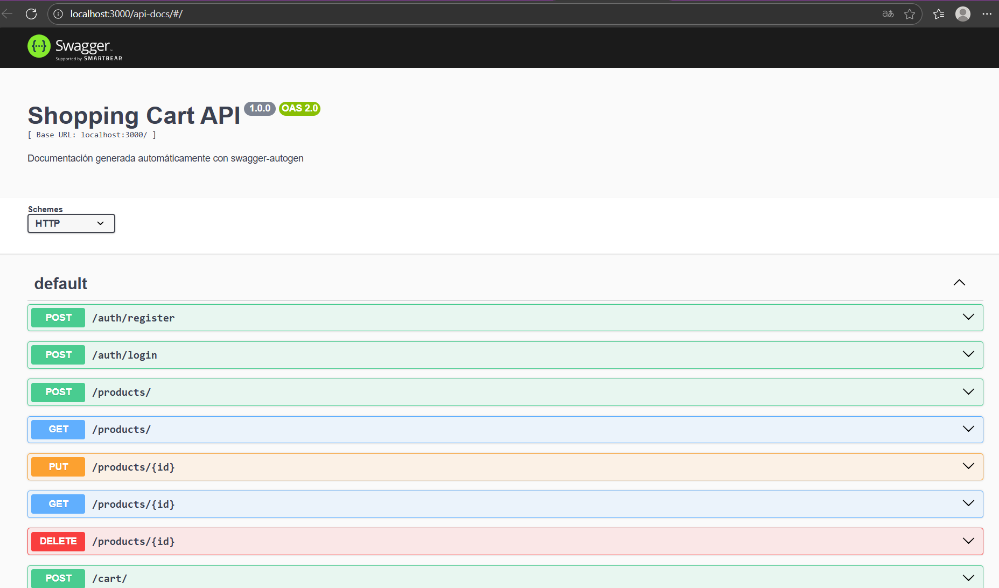 localhost:3000/api-docs/#/
{···} Swagger™
Supported by SMARTBEAR
Shopping Cart API 1.0.0 OAS 2.0
[ Base URL: localhost:3000/ ]
Documentación generada automáticamente con swagger-autogen
Schemes
HTTP
default
POST /auth/register
POST /auth/login
POST /products/
GET /products/
PUT /products/{id}
GET /products/{id}
DELETE /products/{id}
POST /cart/